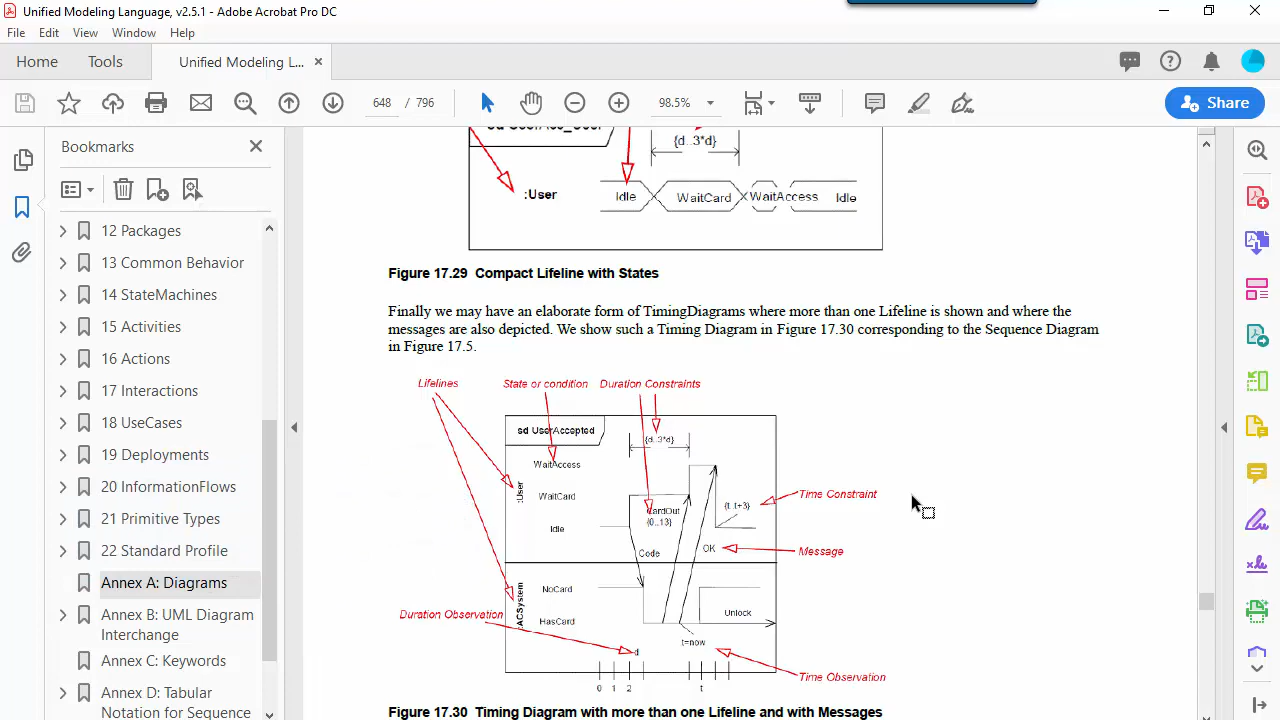 Unified Modeling Language, v2.5.1 - Adobe Acrobat Pro DC
File Edit View Window Help
Home Tools Unified Modeling L... ×
648 / 796 98.5%
Share
Bookmarks
12 Packages
13 Common Behavior
14 StateMachines
15 Activities
16 Actions
17 Interactions
18 UseCases
19 Deployments
20 InformationFlows
21 Primitive Types
22 Standard Profile
Annex A: Diagrams
Annex B: UML Diagram
Interchange
Annex C: Keywords
Annex D: Tabular
Notation for Sequence
sd UserAcc_User
{d..3*d}
:User Idle WaitCard WaitAccess Idle
Figure 17.29 Compact Lifeline with States
Finally we may have an elaborate form of TimingDiagrams where more than one Lifeline is shown and where the
messages are also depicted. We show such a Timing Diagram in Figure 17.30 corresponding to the Sequence Diagram
in Figure 17.5.
Lifelines State or condition Duration Constraints
sd UserAccepted
{d..3*d}
WaitAccess
:User
WaitCard
Idle
CardOut
{0..13}
{t..t+3}
Time Constraint
Code
OK
Message
:ACSystem
NoCard
HasCard
Unlock
Duration Observation
t=now
d
Time Observation
0 1 2 t
Figure 17.30 Timing Diagram with more than one Lifeline and with Messages